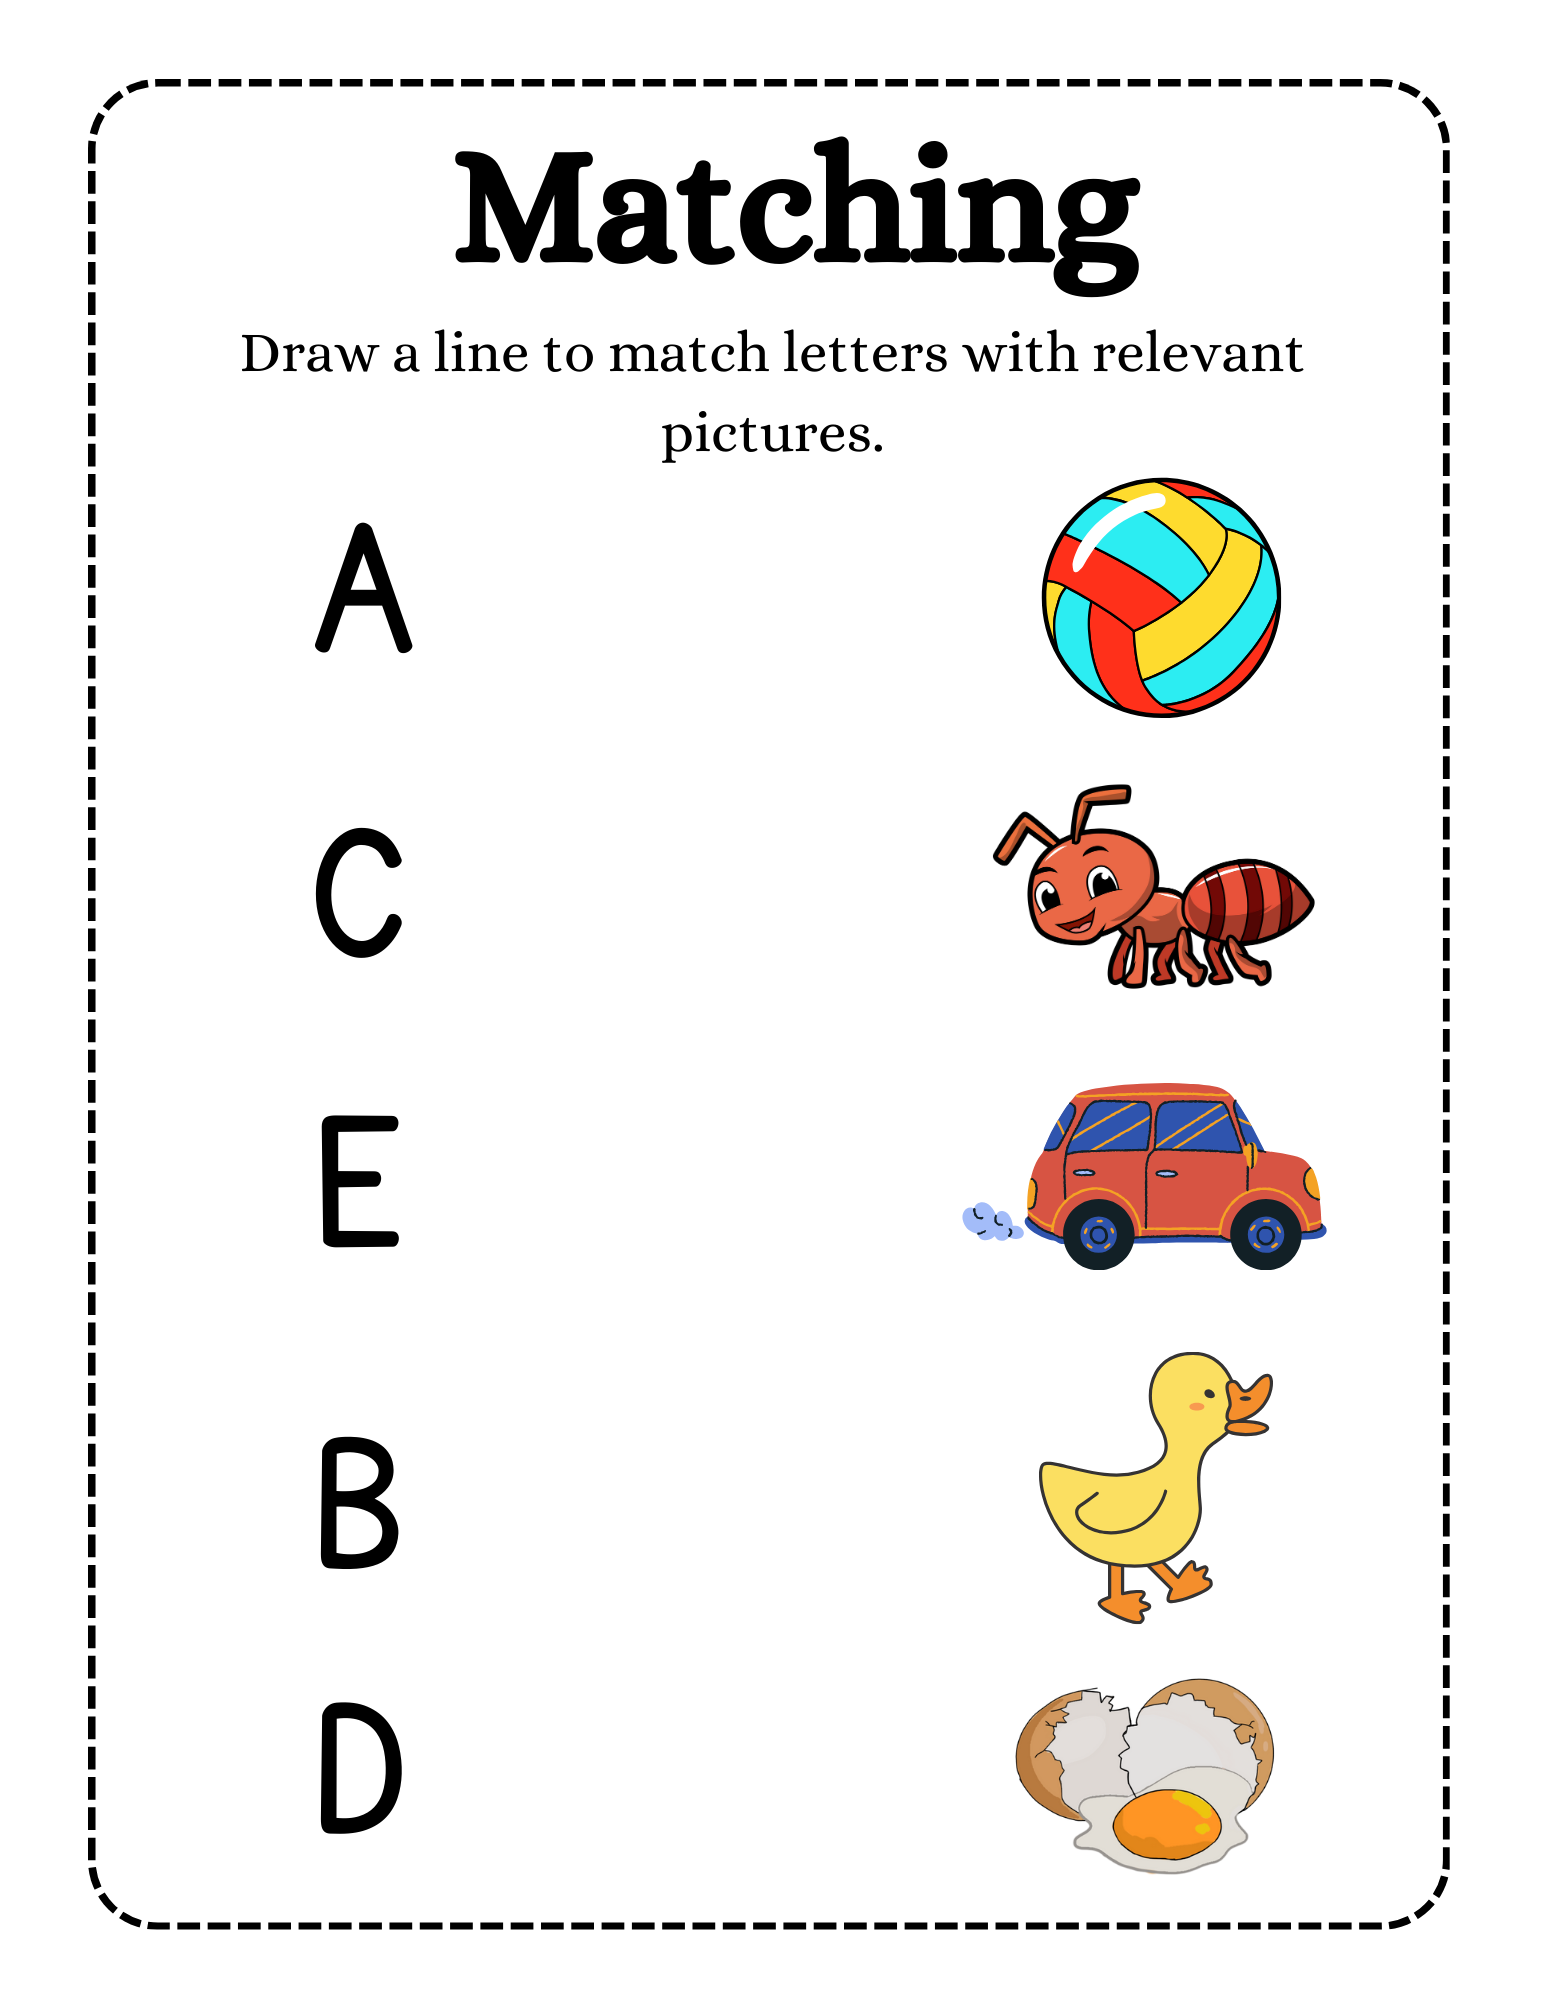 Matching
Draw a line to match letters with relevant
pictures.
A
C
E
B
D